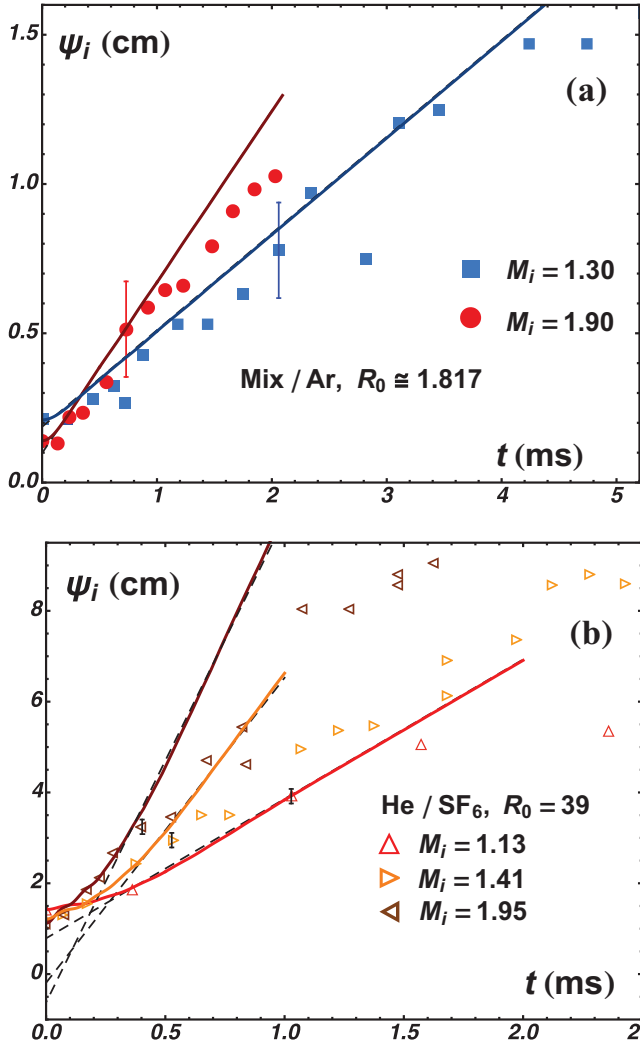 ψi (cm)
1.5
(a)
1.0
Mi = 1.30
Mi = 1.90
0.5
Mix / Ar, R0 ≅ 1.817
t (ms)
0.0
0 1 2 3 4 5
ψi (cm)
8
(b)
6
4
He / SF6, R0 = 39
Mi = 1.13
2
Mi = 1.41
Mi = 1.95
0
t (ms)
0.0 0.5 1.0 1.5 2.0 2